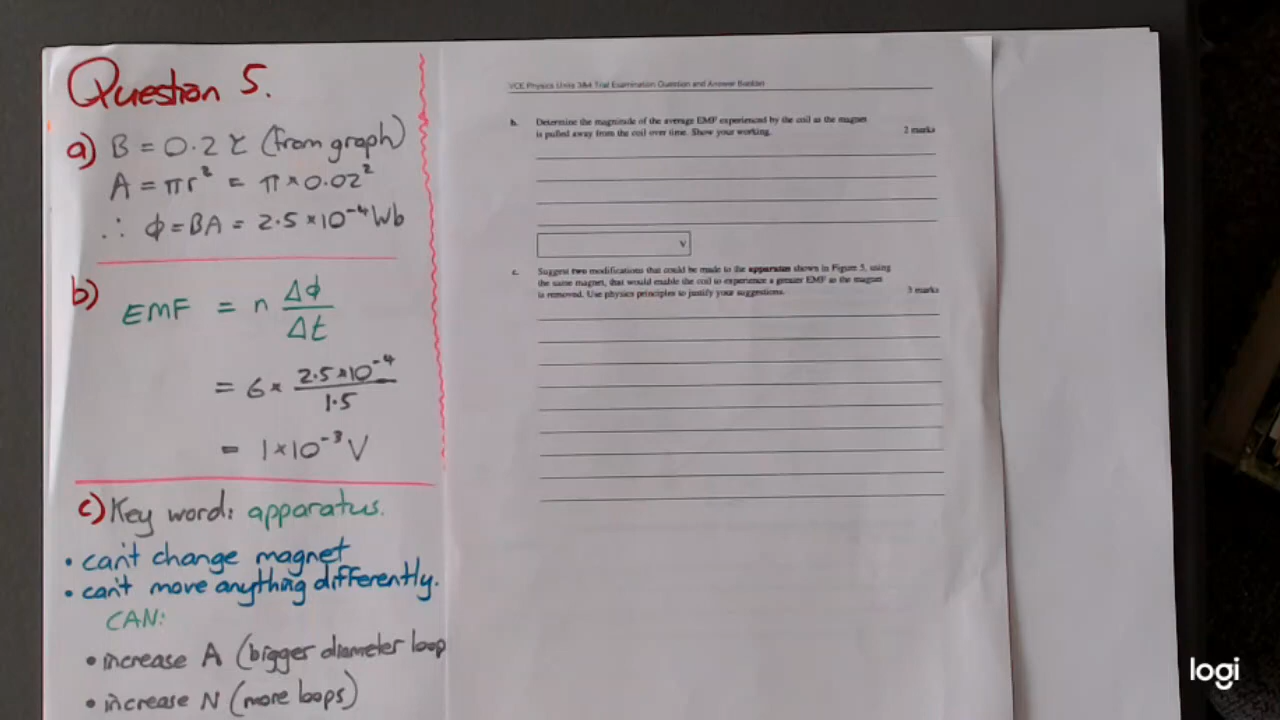 Question 5.
a) B = 0.2 T (from graph)
A = πr² = π × 0.02²
∴ ϕ = BA = 2.5 × 10⁻⁴ Wb
b) EMF = n Δϕ / Δt
= 6 × 2.5 × 10⁻⁴ / 1.5
= 1 × 10⁻³ V
c) Key word: apparatus.
• can't change magnet
• can't move anything differently.
CAN:
• increase A (bigger diameter loop
• increase N (more loops)
VCE Physics Units 3&4 Trial Examination Question and Answer Booklet
b. Determine the magnitude of the average EMF experienced by the coil as the magnet
is pulled away from the coil over time. Show your working. 2 marks
V
c. Suggest two modifications that could be made to the apparatus shown in Figure 5, using
the same magnet, that would enable the coil to experience a greater EMF as the magnet
is removed. Use physics principles to justify your suggestions. 3 marks
logi